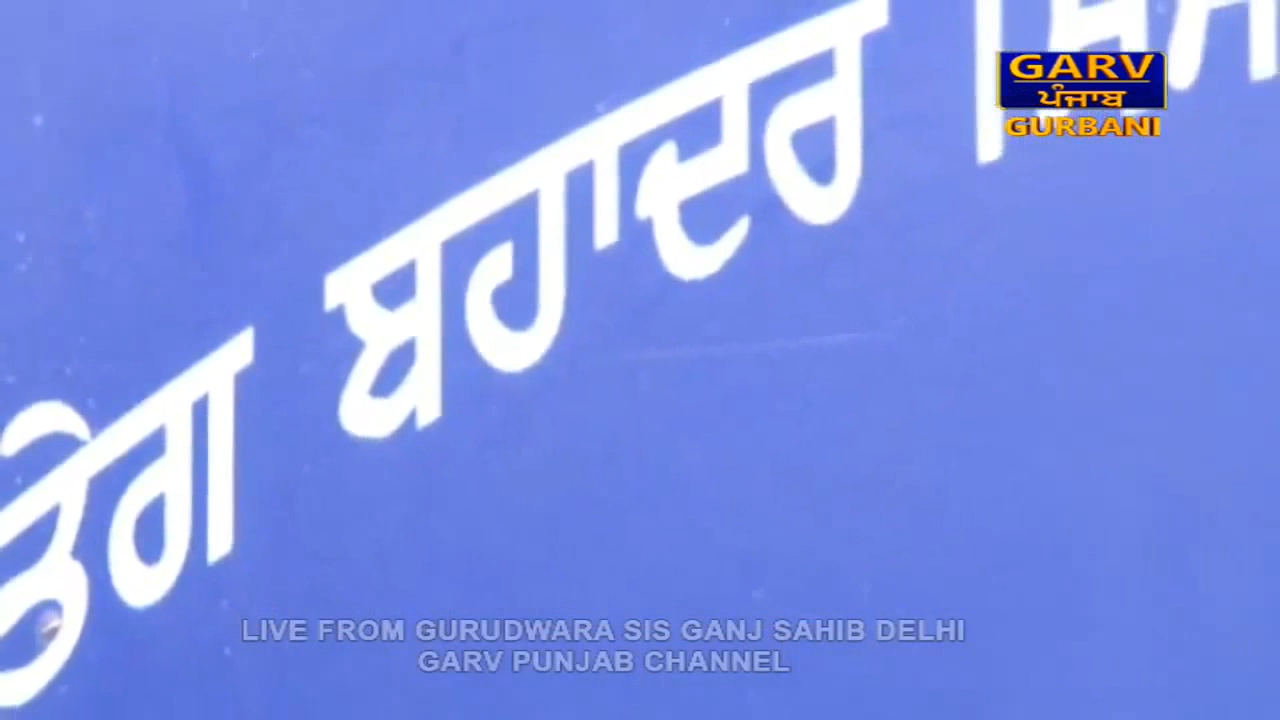 ਤੇਗ ਬਹਾਦਰ
GARV
ਪੰਜਾਬ
GURBANI
LIVE FROM GURUDWARA SIS GANJ SAHIB DELHI
GARV PUNJAB CHANNEL